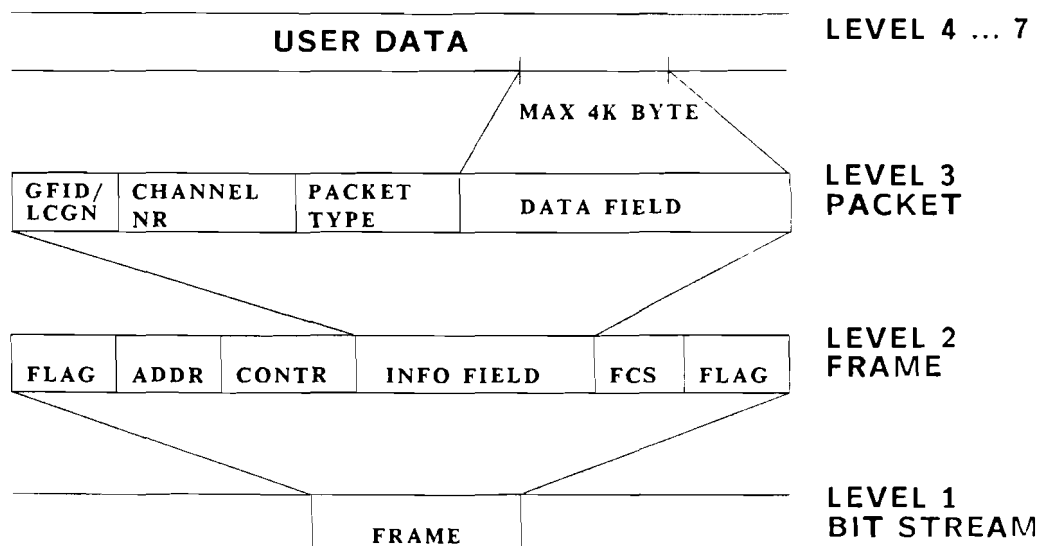 USER DATA
LEVEL 4 ... 7
MAX 4K BYTE
GFID/
LCGN
CHANNEL
NR
PACKET
TYPE
DATA FIELD
LEVEL 3
PACKET
FLAG
ADDR
CONTR
INFO FIELD
FCS
FLAG
LEVEL 2
FRAME
FRAME
LEVEL 1
BIT STREAM